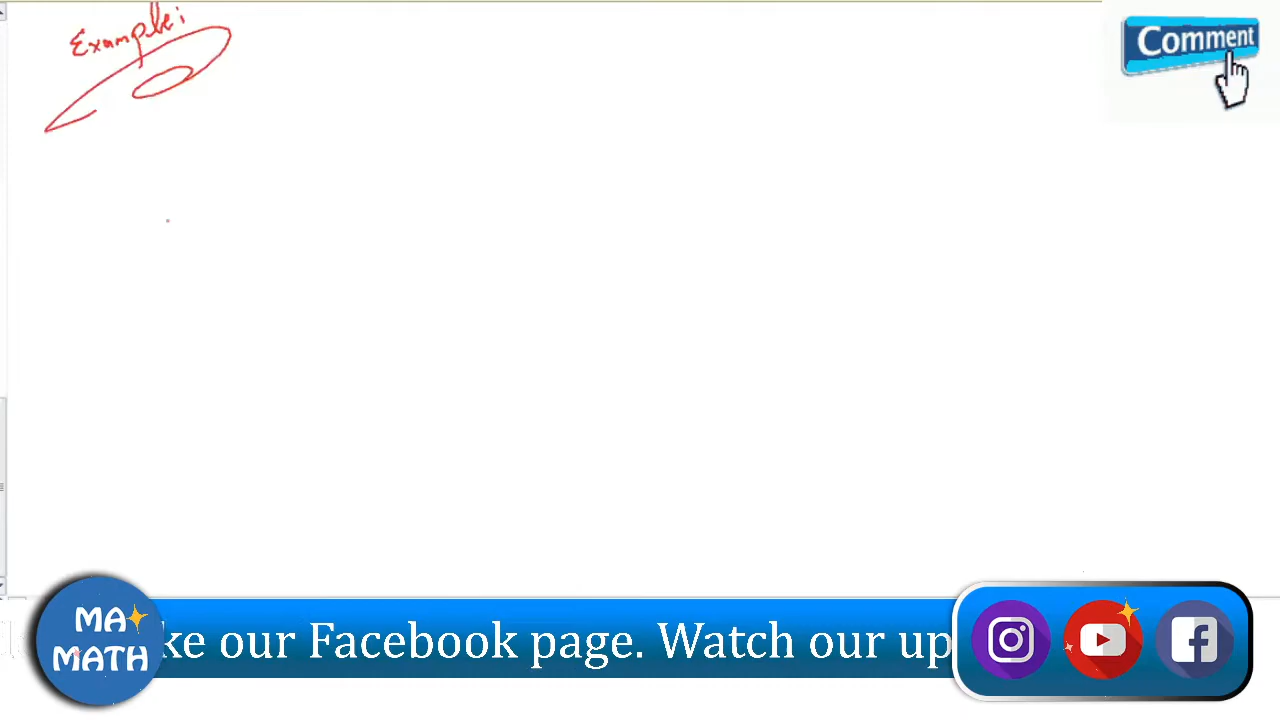 Example:
Comment
MA
MATH
ke our Facebook page. Watch our up